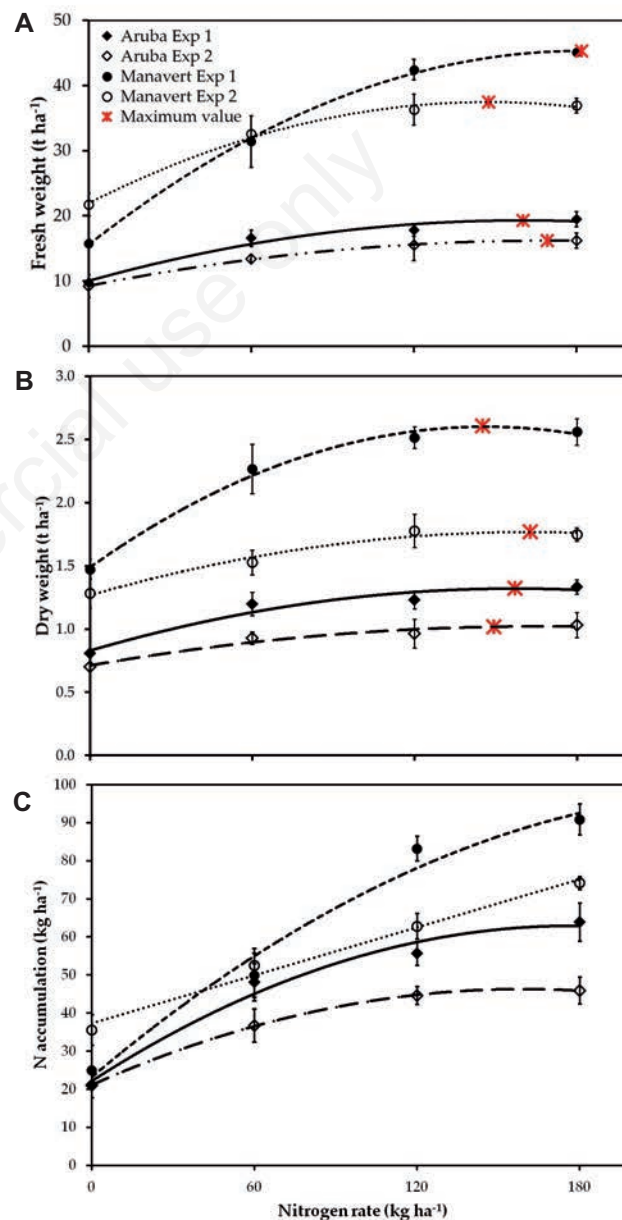 A
50
40
30
20
10
0
Fresh weight (t ha⁻¹)
Aruba Exp 1
Aruba Exp 2
Manavert Exp 1
Manavert Exp 2
Maximum value
B
3.0
2.5
2.0
1.5
1.0
0.5
0.0
Dry weight (t ha⁻¹)
C
100
90
80
70
60
50
40
30
20
10
0
N accumulation (kg ha⁻¹)
0 60 120 180
Nitrogen rate (kg ha⁻¹)
cial use only